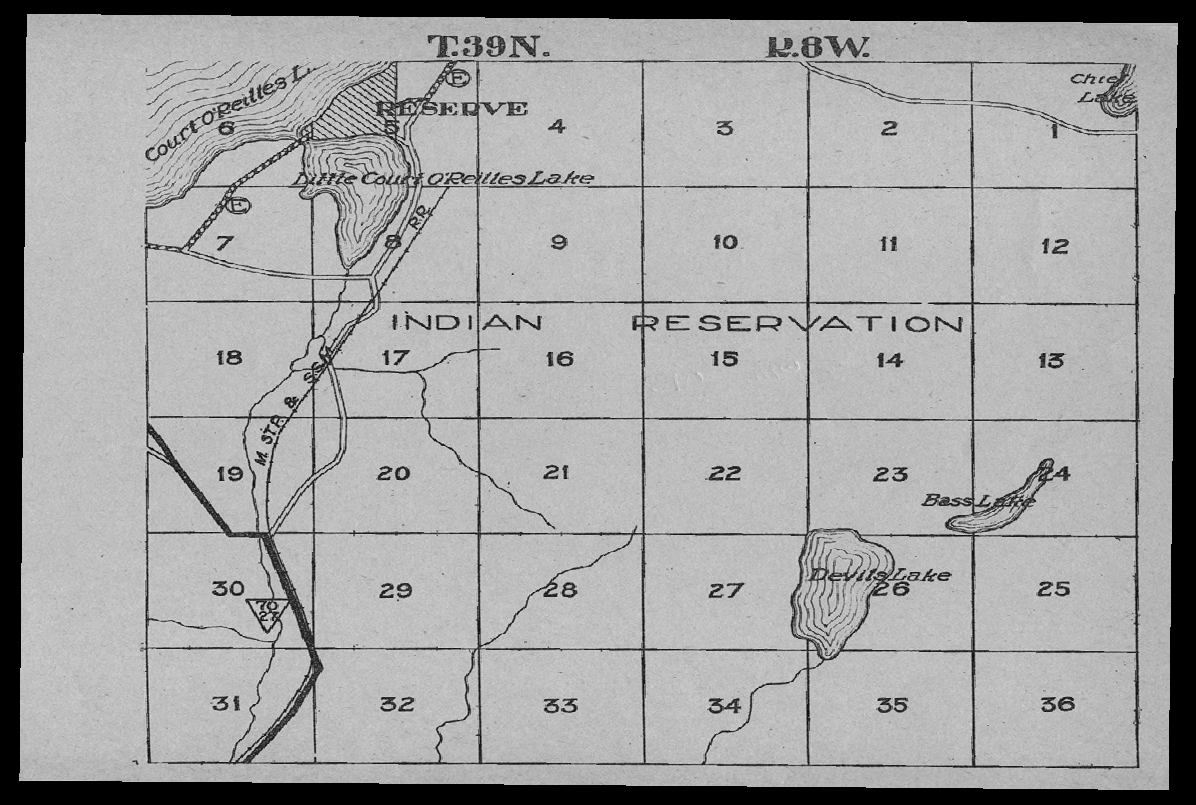 T.39N. R.8W.
Court O'Reilles L.
RESERVE
E
Chief
Lake
6 5 4 3 2 1
Little Court O'Reilles Lake
E
7 8 9 10 11 12
R.R.
INDIAN RESERVATION
18 17 16 15 14 13
M. ST.P. & S.S.M.
19 20 21 22 23 24
Bass Lake
Devils Lake
30 29 28 27 26 25
70
27
31 32 33 34 35 36